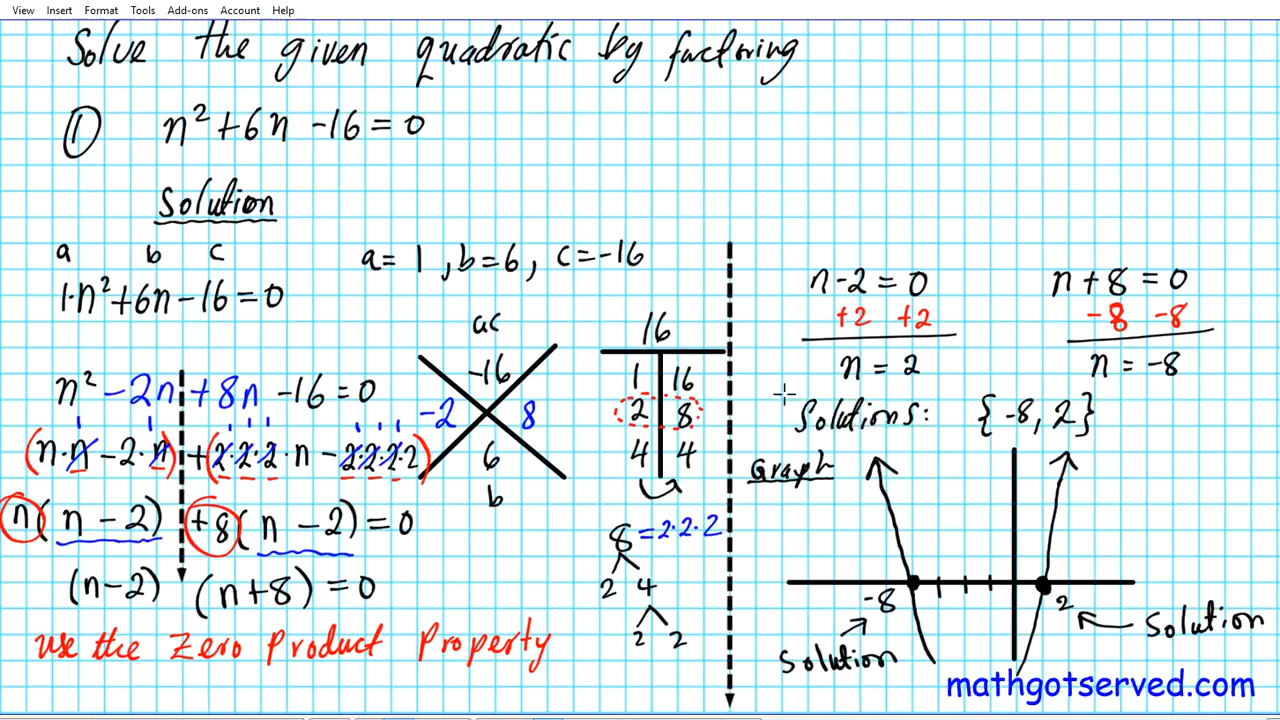 View Insert Format Tools Add-ons Account Help
Solve the given quadratic by factoring
① n² + 6n - 16 = 0
Solution
a b c
1·n² + 6n - 16 = 0
a = 1, b = 6, c = -16
n² - 2n + 8n - 16 = 0
(n·n - 2·n) + (2·2·2·n - 2·2·2·2)
n(n - 2) + 8(n - 2) = 0
(n - 2) (n + 8) = 0
use the Zero Product Property
ac
-16
-2 8
6
b
16
1 16
2 8
4 4
8 = 2·2·2
2 4
2 2
n - 2 = 0
+2 +2
n = 2
n + 8 = 0
-8 -8
n = -8
Solutions: {-8, 2}
Graph
-8 2
Solution
Solution
mathgotserved.com